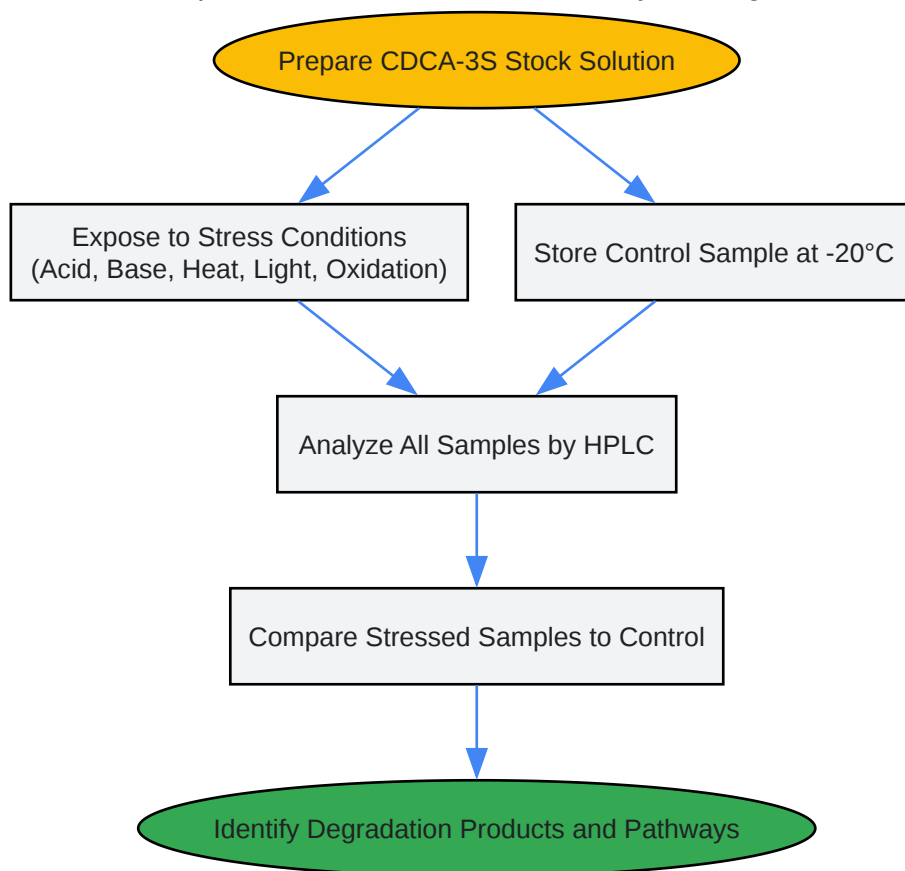 Prepare CDCA-3S Stock Solution
Expose to Stress Conditions
(Acid, Base, Heat, Light, Oxidation)
Store Control Sample at -20°C
Analyze All Samples by HPLC
Compare Stressed Samples to Control
Identify Degradation Products and Pathways